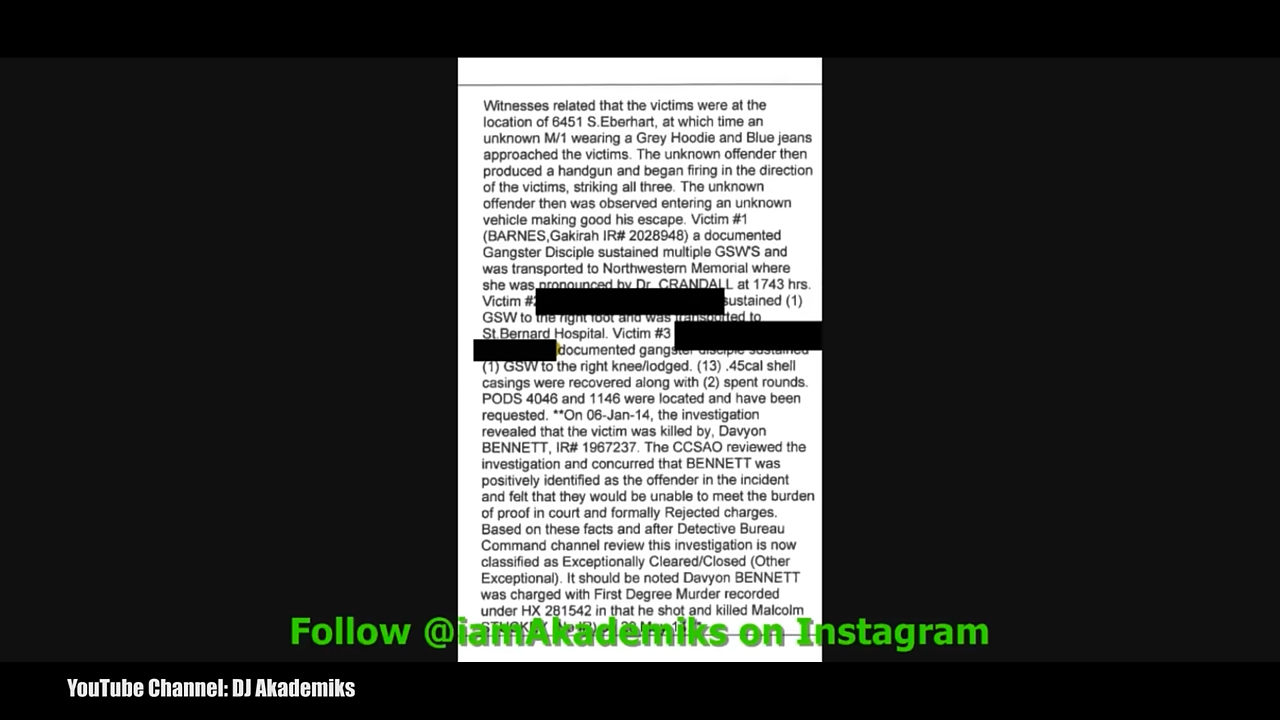 Witnesses related that the victims were at the
location of 6451 S.Eberhart, at which time an
unknown M/1 wearing a Grey Hoodie and Blue jeans
approached the victims. The unknown offender then
produced a handgun and began firing in the direction
of the victims, striking all three. The unknown
offender then was observed entering an unknown
vehicle making good his escape. Victim #1
(BARNES,Gakirah IR# 2028948) a documented
Gangster Disciple sustained multiple GSW'S and
was transported to Northwestern Memorial where
she was pronounced by Dr. CRANDALL at 1743 hrs.
Victim #2 sustained (1)
GSW to the right foot and was transported to
St.Bernard Hospital. Victim #3
documented gangster disciple sustained
(1) GSW to the right knee/lodged. (13) .45cal shell
casings were recovered along with (2) spent rounds.
PODS 4046 and 1146 were located and have been
requested. **On 06-Jan-14, the investigation
revealed that the victim was killed by, Davyon
BENNETT, IR# 1967237. The CCSAO reviewed the
investigation and concurred that BENNETT was
positively identified as the offender in the incident
and felt that they would be unable to meet the burden
of proof in court and formally Rejected charges.
Based on these facts and after Detective Bureau
Command channel review this investigation is now
classified as Exceptionally Cleared/Closed (Other
Exceptional). It should be noted Davyon BENNETT
was charged with First Degree Murder recorded
under HX 281542 in that he shot and killed Malcolm
Follow @iamAkademiks on Instagram
YouTube Channel: DJ Akademiks